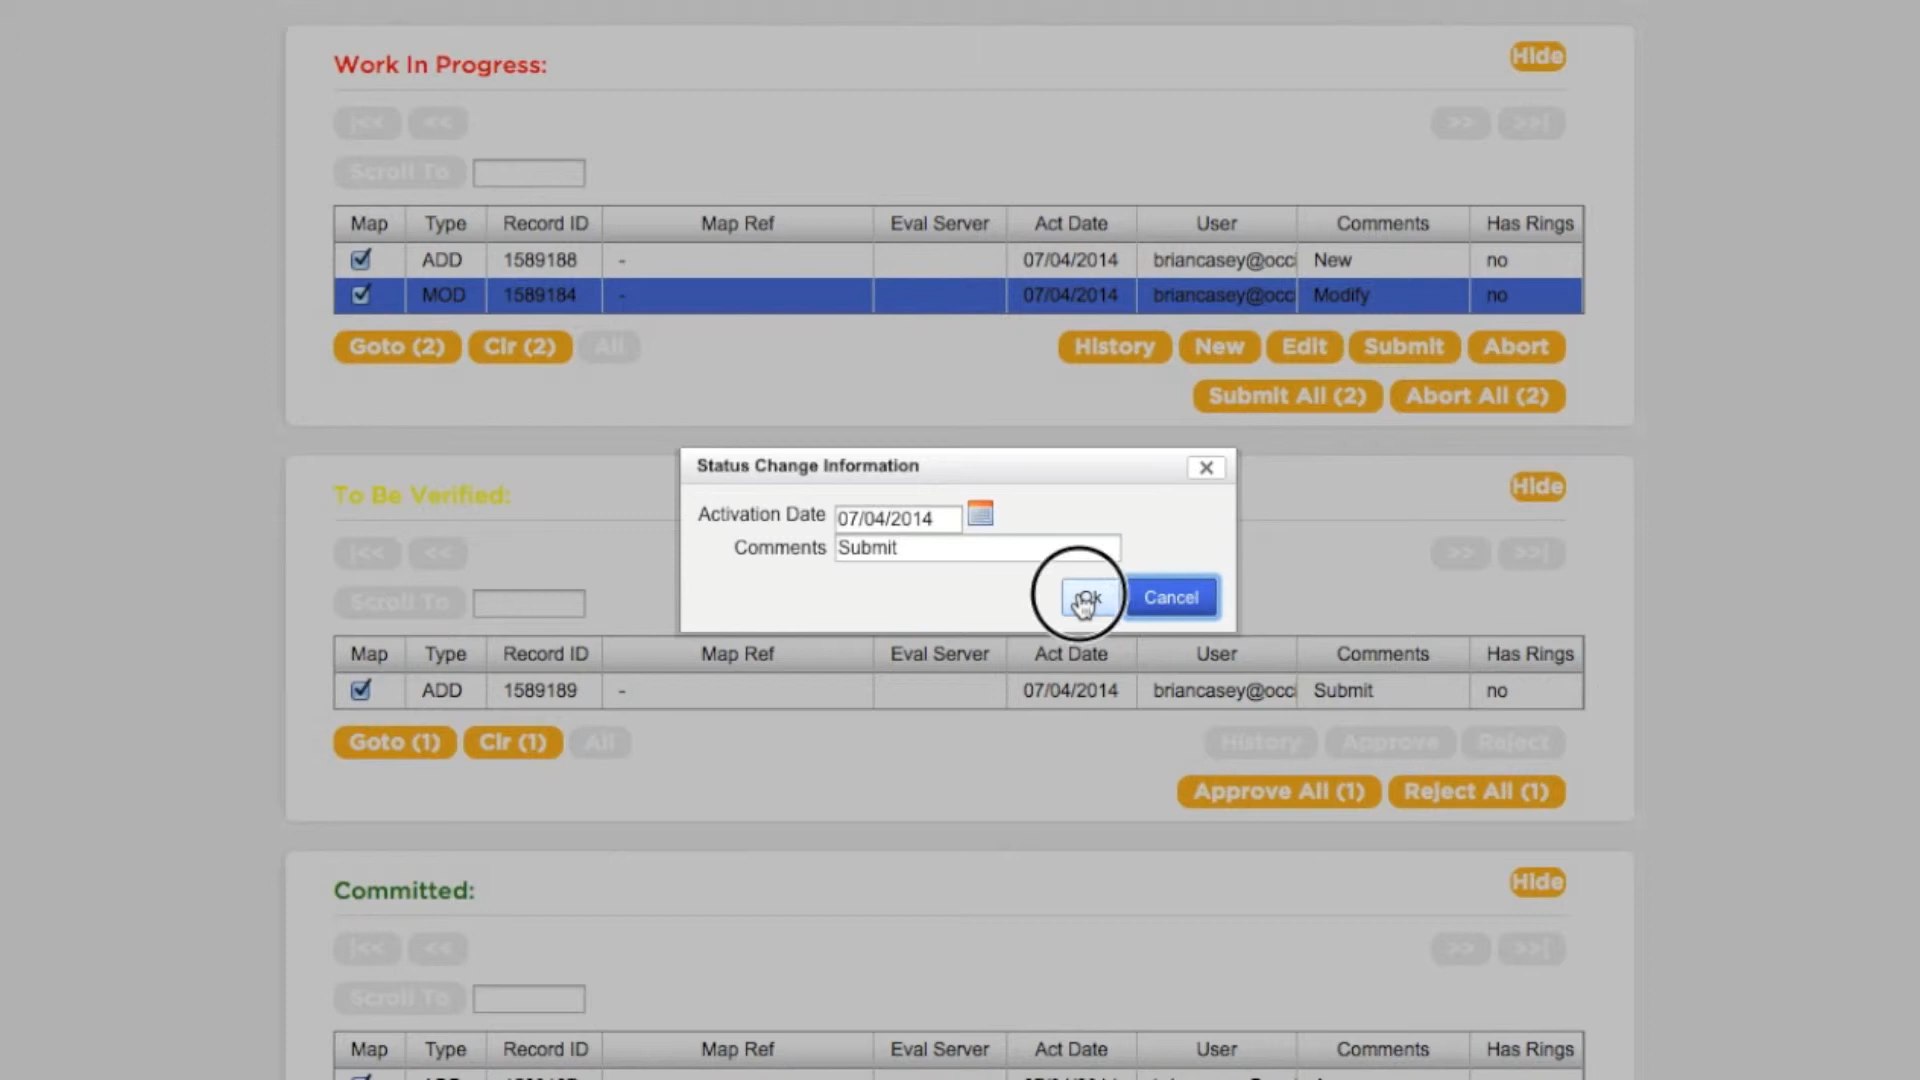 Work In Progress:
Hide
|<< << >> >>|
Scroll To
Map Type Record ID Map Ref Eval Server Act Date User Comments Has Rings
ADD 1589188 - 07/04/2014 briancasey@occ New no
MOD 1589184 - 07/04/2014 briancasey@occ Modify no
Goto (2) Clr (2) All History New Edit Submit Abort
Submit All (2) Abort All (2)
Status Change Information
Activation Date 07/04/2014
Comments Submit
Ok Cancel
To Be Verified:
Hide
|<< << >> >>|
Scroll To
Map Type Record ID Map Ref Eval Server Act Date User Comments Has Rings
ADD 1589189 - 07/04/2014 briancasey@occ Submit no
Goto (1) Clr (1) All History Approve Reject
Approve All (1) Reject All (1)
Committed:
Hide
|<< << >> >>|
Scroll To
Map Type Record ID Map Ref Eval Server Act Date User Comments Has Rings